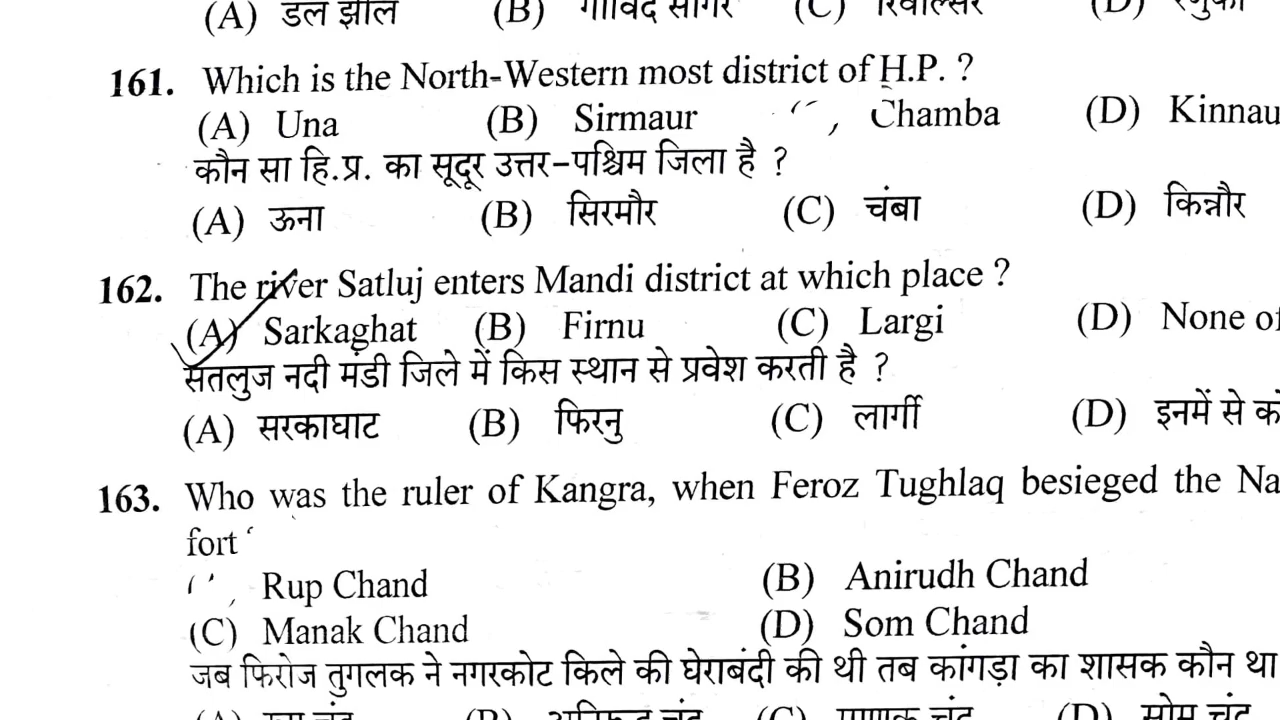 (A) डल झील (B) गोविंद सागर (C) रिवाल्सर (D) रेणुका
161. Which is the North-Western most district of H.P. ?
(A) Una (B) Sirmaur Chamba (D) Kinnau
कौन सा हि.प्र. का सूदूर उत्तर-पश्चिम जिला है ?
(A) ऊना (B) सिरमौर (C) चंबा (D) किन्नौर
162. The river Satluj enters Mandi district at which place ?
(A) Sarkaghat (B) Firnu (C) Largi (D) None of
सतलुज नदी मंडी जिले में किस स्थान से प्रवेश करती है ?
(A) सरकाघाट (B) फिरनु (C) लार्गी (D) इनमें से को
163. Who was the ruler of Kangra, when Feroz Tughlaq besieged the Na
fort
Rup Chand (B) Anirudh Chand
(C) Manak Chand (D) Som Chand
जब फिरोज तुगलक ने नगरकोट किले की घेराबंदी की थी तब कांगड़ा का शासक कौन था
(A) रूप चंद (B) अनिरूद्ध चंद (C) माणक चंद (D) सोम चंद